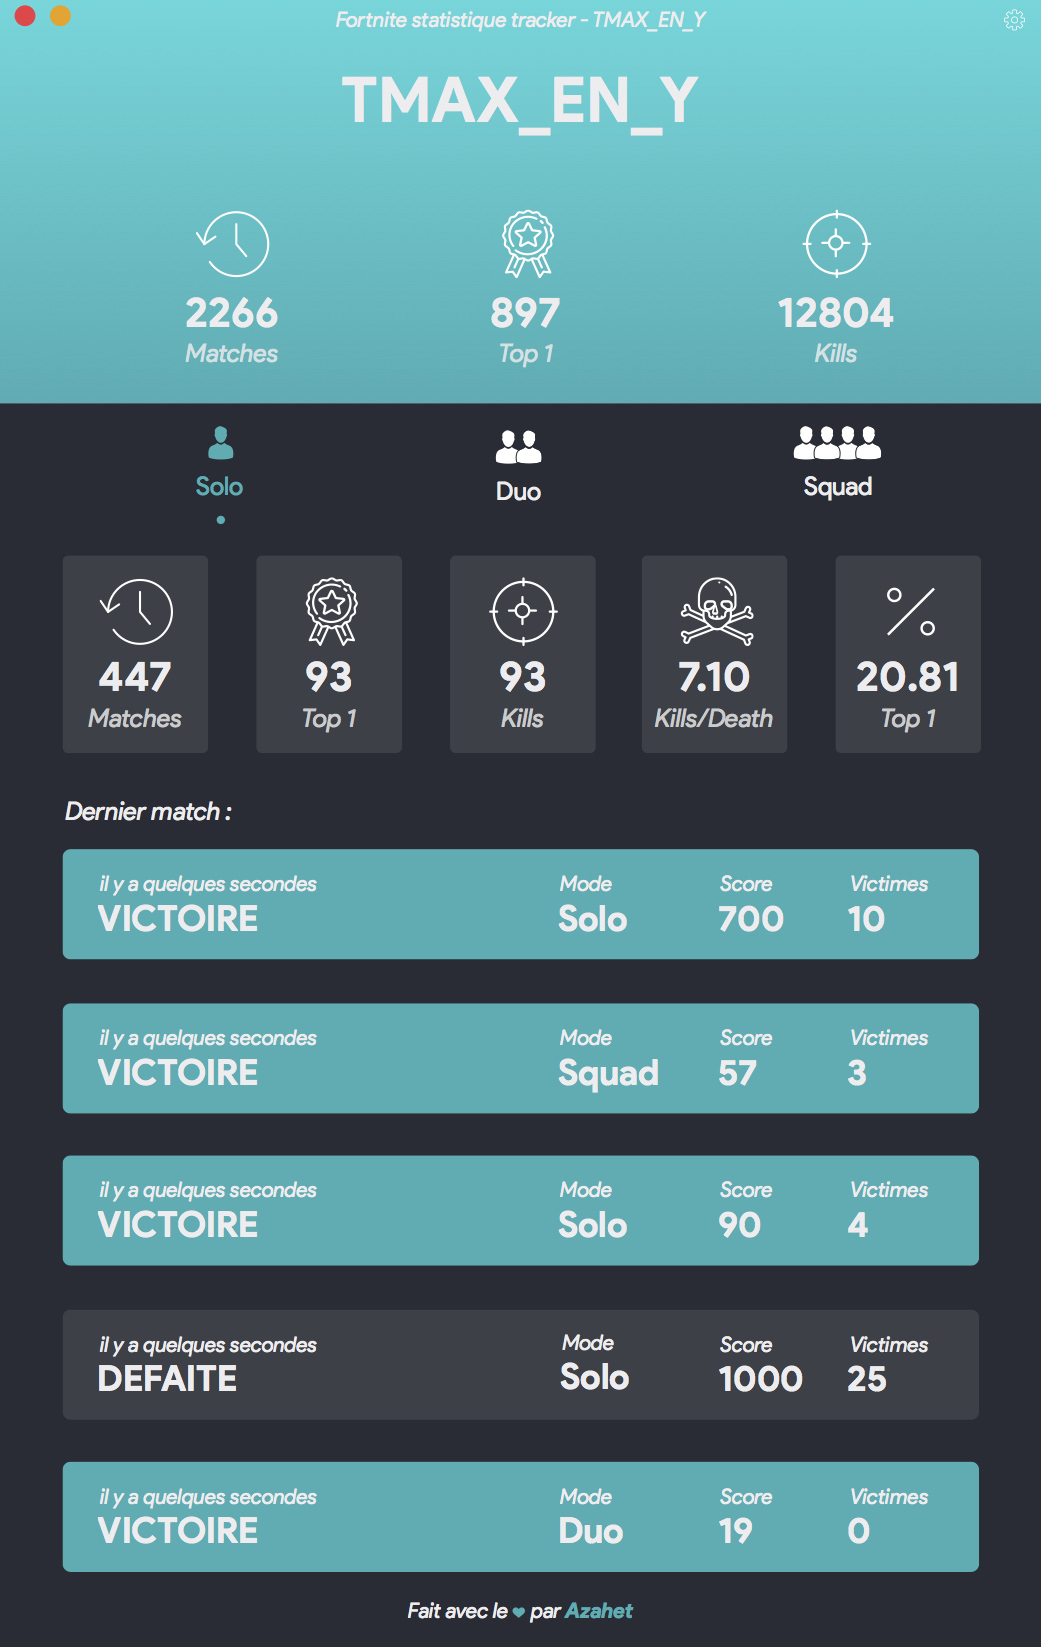 Fortnite statistique tracker - TMAX_EN_Y
TMAX_EN_Y
2266 897 12804
Matches Top 1 Kills
Solo Duo Squad
447 93 93 7.10 20.81
Matches Top 1 Kills Kills/Death Top 1
Dernier match :
il y a quelques secondes Mode Score Victimes
VICTOIRE Solo 700 10
il y a quelques secondes Mode Score Victimes
VICTOIRE Squad 57 3
il y a quelques secondes Mode Score Victimes
VICTOIRE Solo 90 4
il y a quelques secondes Mode Score Victimes
DEFAITE Solo 1000 25
il y a quelques secondes Mode Score Victimes
VICTOIRE Duo 19 0
Fait avec le ❤ par Azahet